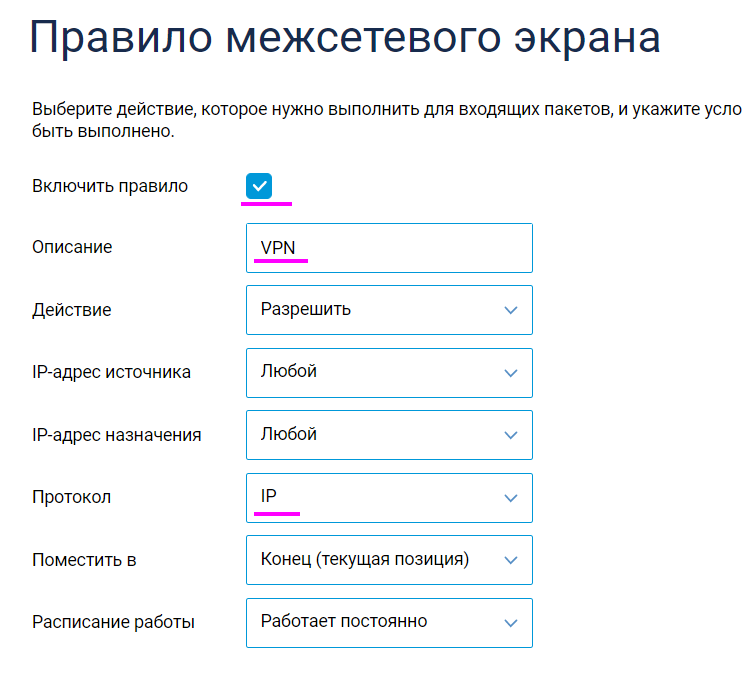 Правило межсетевого экрана
Выберите действие, которое нужно выполнить для входящих пакетов, и укажите усло
быть выполнено.
Включить правило
Описание VPN
Действие Разрешить
IP-адрес источника Любой
IP-адрес назначения Любой
Протокол IP
Поместить в Конец (текущая позиция)
Расписание работы Работает постоянно